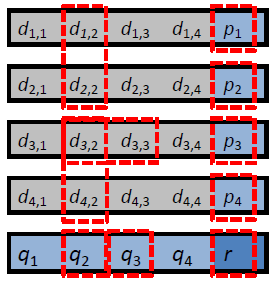 d1,1 d1,2 d1,3 d1,4 p1
d2,1 d2,2 d2,3 d2,4 p2
d3,1 d3,2 d3,3 d3,4 p3
d4,1 d4,2 d4,3 d4,4 p4
q1 q2 q3 q4 r